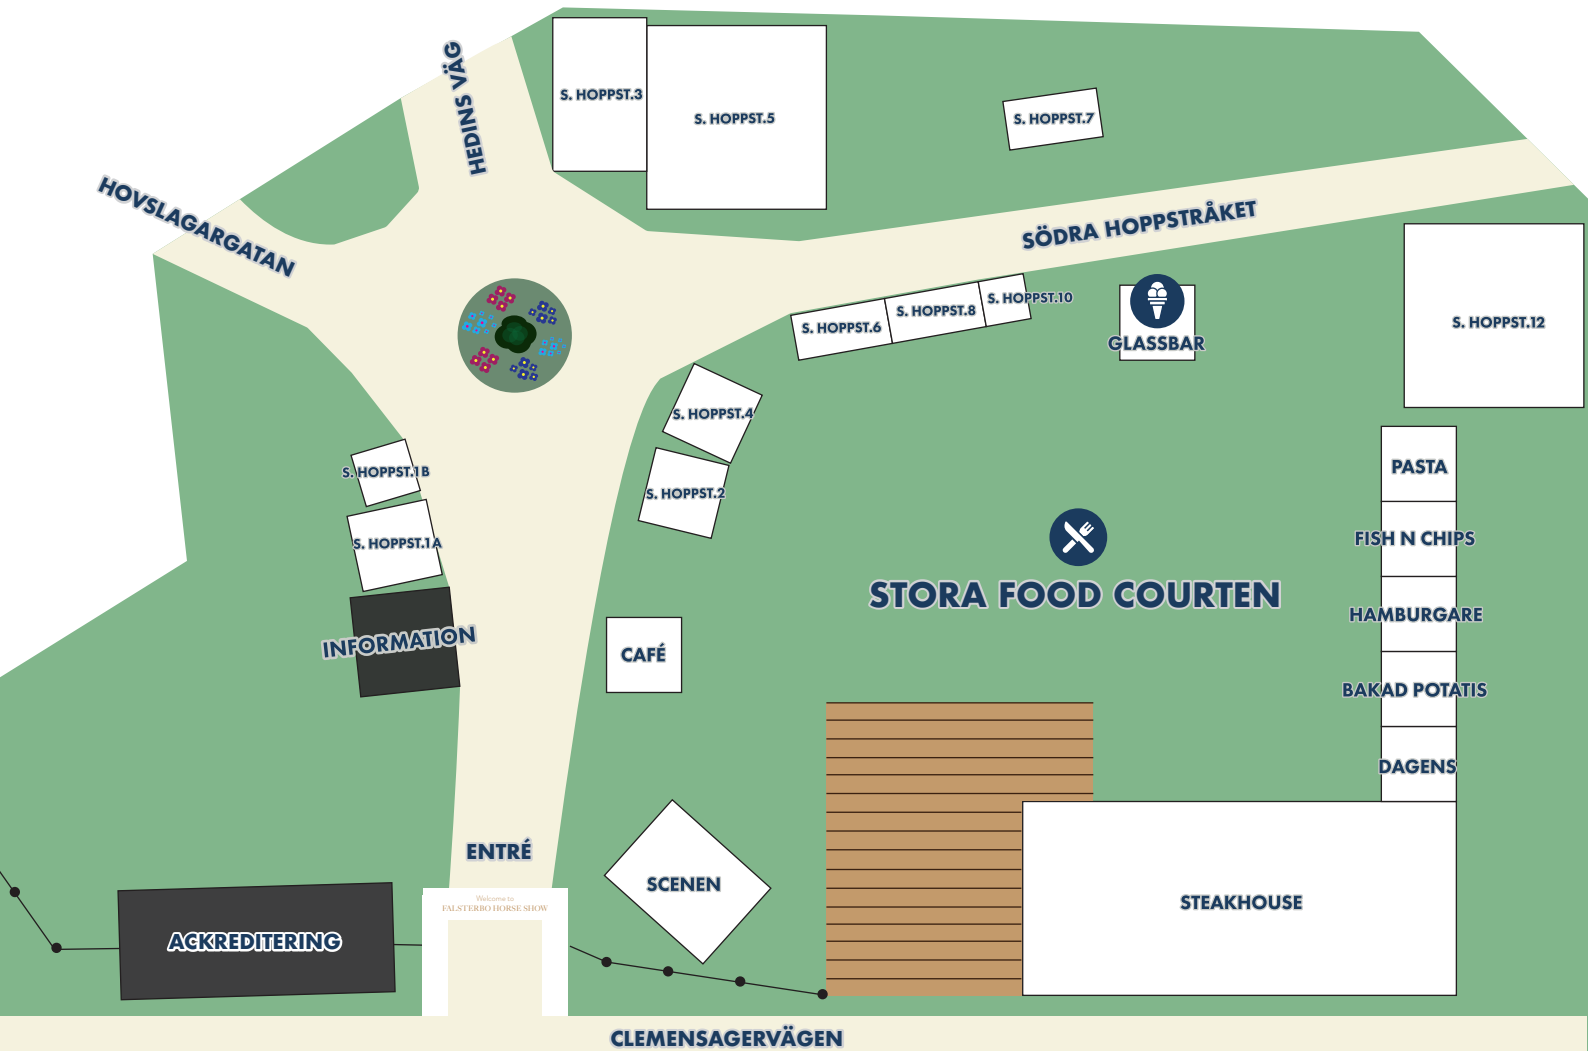 HEDINS VÄG
S. HOPPST.3
S. HOPPST.5
S. HOPPST.7
HOVSLAGARGATAN
SÖDRA HOPPSTRÅKET
S. HOPPST.6
S. HOPPST.8
S. HOPPST.10
GLASSBAR
S. HOPPST.12
S. HOPPST.4
S. HOPPST.1B
S. HOPPST.2
PASTA
S. HOPPST.1A
FISH N CHIPS
STORA FOOD COURTEN
HAMBURGARE
INFORMATION
CAFÉ
BAKAD POTATIS
DAGENS
ENTRÉ
SCENEN
STEAKHOUSE
Welcome to
FALSTERBO HORSE SHOW
ACKREDITERING
CLEMENSAGERVÄGEN